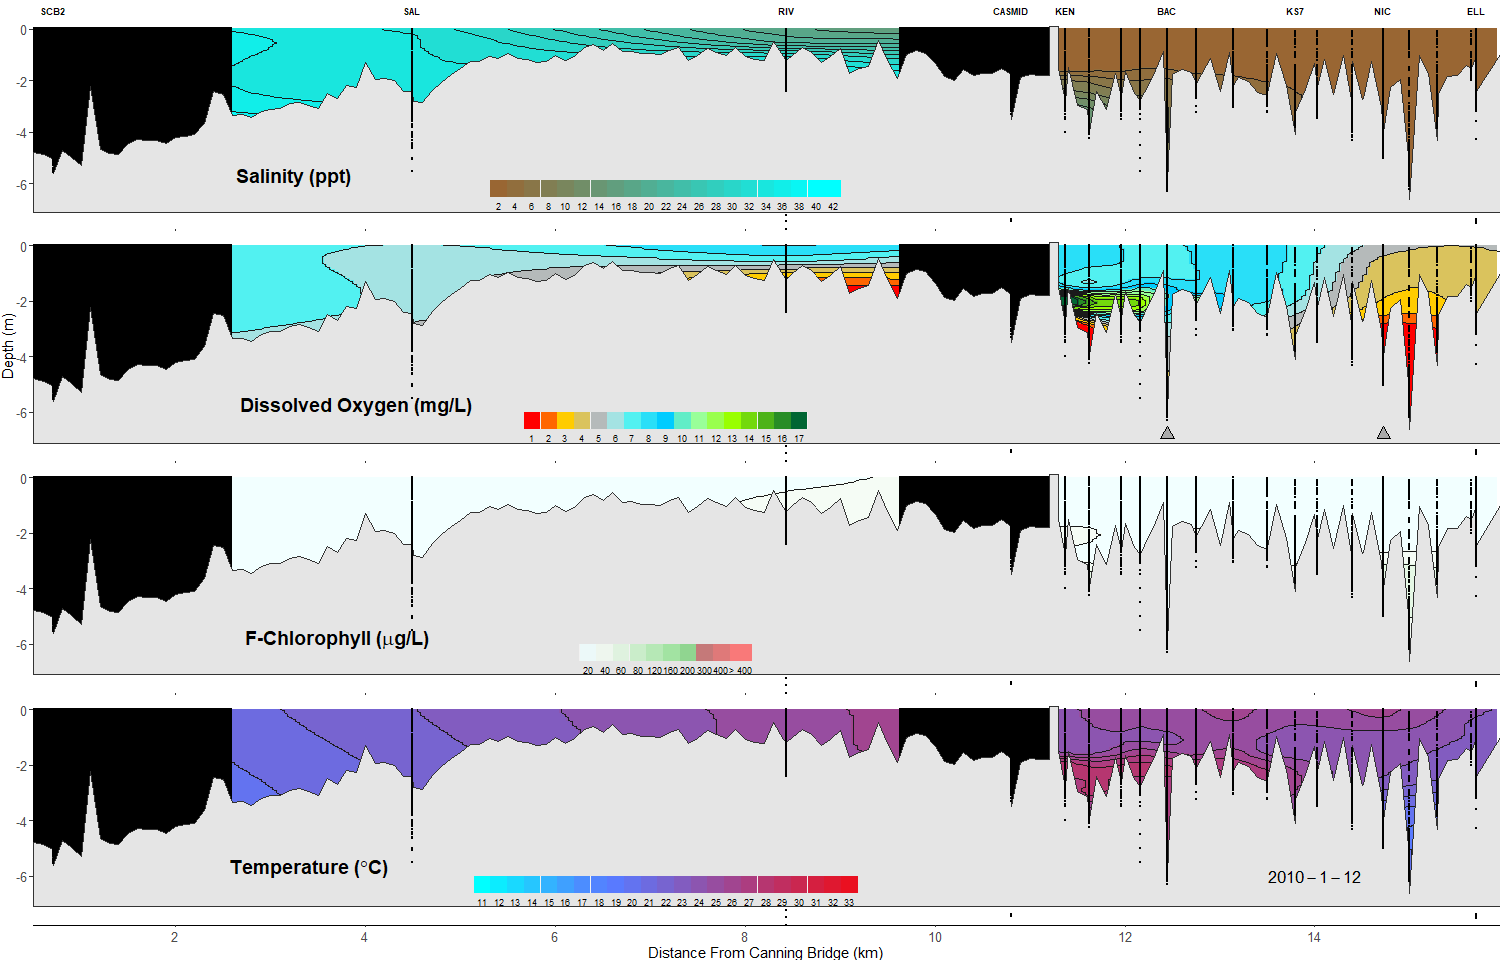 SCB2 SAL RIV CASMID KEN BAC KS7 NIC ELL
0
-2
-4
-6
Salinity (ppt)
2 4 6 8 10 12 14 16 18 20 22 24 26 28 30 32 34 36 38 40 42
0
-2
-4
-6
Depth (m)
Dissolved Oxygen (mg/L)
1 2 3 4 5 6 7 8 9 10 11 12 13 14 15 16 17
0
-2
-4
-6
F-Chlorophyll (μg/L)
20 40 60 80 120 160 200 300 400 > 400
0
-2
-4
-6
Temperature (°C)
11 12 13 14 15 16 17 18 19 20 21 22 23 24 25 26 27 28 29 30 31 32 33
2010 – 1 – 12
2 4 6 8 10 12 14
Distance From Canning Bridge (km)